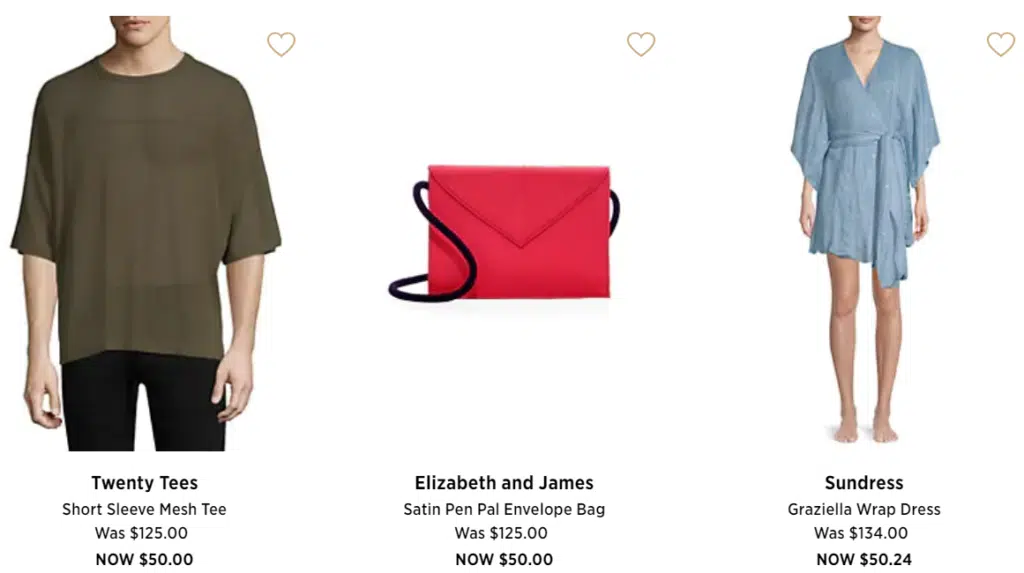 Twenty Tees
Short Sleeve Mesh Tee
Was $125.00
NOW $50.00
Elizabeth and James
Satin Pen Pal Envelope Bag
Was $125.00
NOW $50.00
Sundress
Graziella Wrap Dress
Was $134.00
NOW $50.24